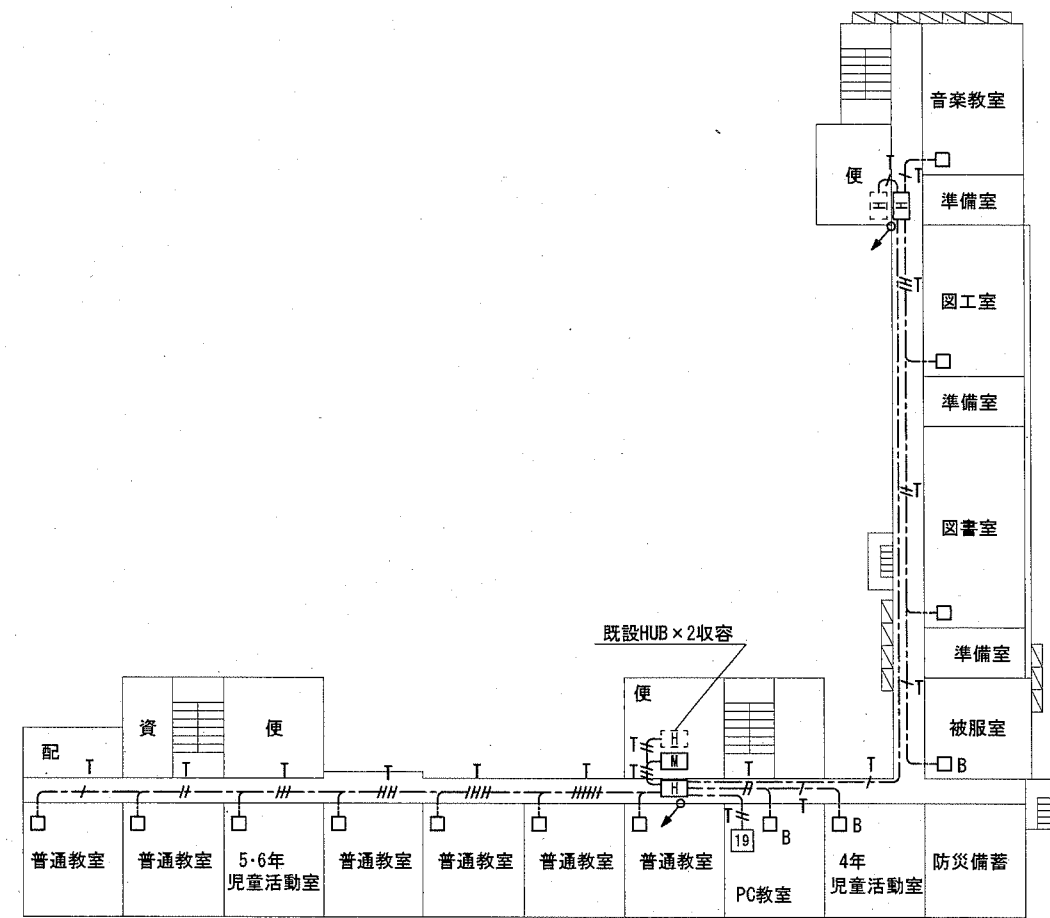 音楽教室
便
T
T
H
H
準備室
T
図工室
準備室
T
図書室
既設HUB×2収容
準備室
T
便
資
便
被服室
配
H
T
M
T
B
T
T
T
T
T
T
H
T
T
T
T
19
B
B
普通教室
普通教室
5・6年
児童活動室
普通教室
普通教室
普通教室
普通教室
PC教室
4年
児童活動室
防災備蓄